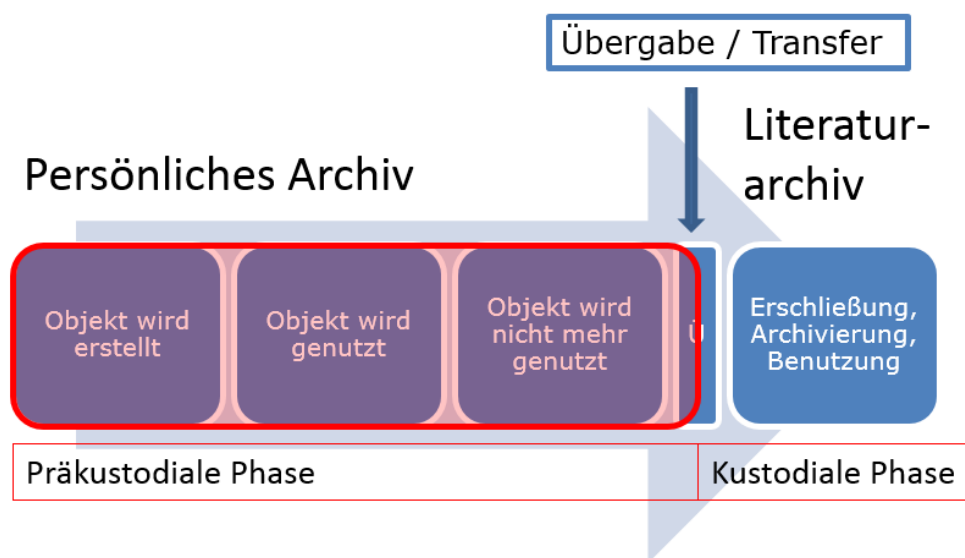 Übergabe / Transfer
Literatur-
archiv
Persönliches Archiv
Objekt wird
erstellt
Objekt wird
genutzt
Objekt wird
nicht mehr
genutzt
Ü
Erschließung,
Archivierung,
Benutzung
Präkustodiale Phase
Kustodiale Phase